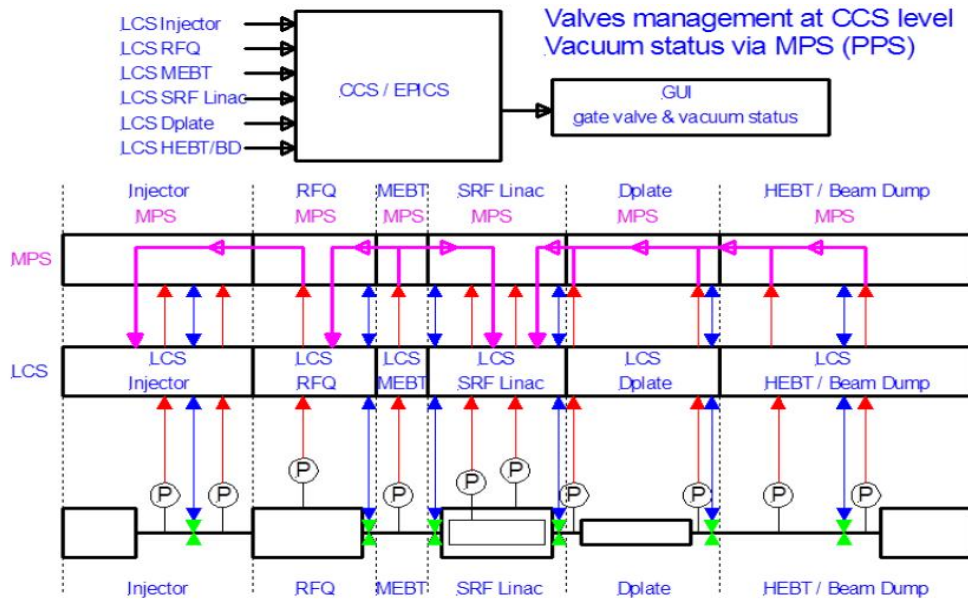 Valves management at CCS level
Vacuum status via MPS (PPS)
LCS Injector
LCS RFQ
LCS MEBT
LCS SRF Linac
LCS Dplate
LCS HEBT/BD
CCS / EPICS
GUI
gate valve & vacuum status
Injector RFQ MEBT SRF Linac Dplate HEBT / Beam Dump
MPS MPS MPS MPS MPS MPS
MPS
LCS LCS LCS LCS LCS LCS
LCS
Injector RFQ MEBT SRF Linac Dplate HEBT / Beam Dump
P P P P P P P P P P
Injector RFQ MEBT SRF Linac Dplate HEBT / Beam Dump